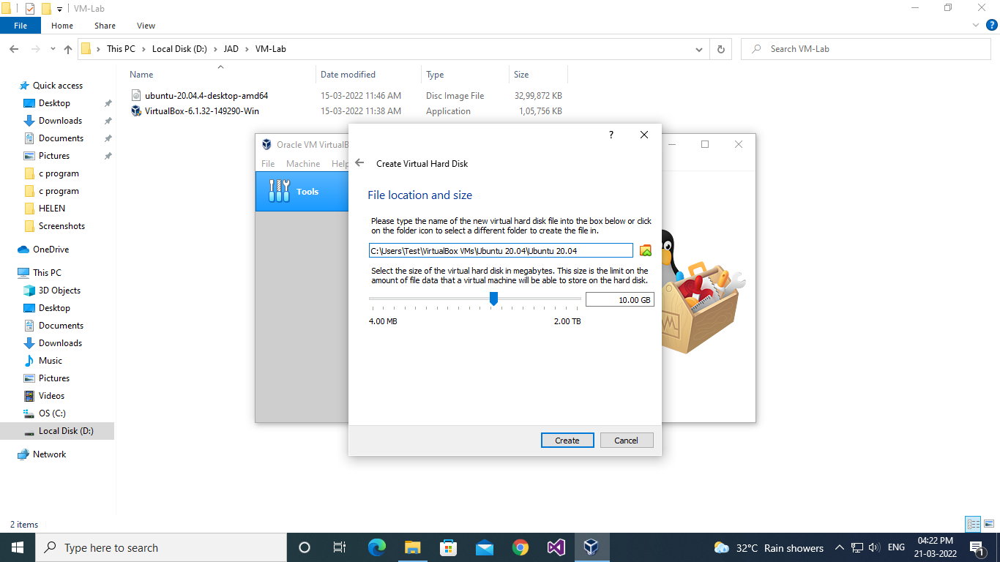 VM-Lab
File Home Share View
This PC Local Disk (D:) JAD VM-Lab
Search VM-Lab
Name Date modified Type Size
ubuntu-20.04.4-desktop-amd64 15-03-2022 11:46 AM Disc Image File 32,99,872 KB
VirtualBox-6.1.32-149290-Win 15-03-2022 11:38 AM Application 1,05,756 KB
Quick access
Desktop
Downloads
Documents
Pictures
c program
c program
HELEN
Screenshots
OneDrive
This PC
3D Objects
Desktop
Documents
Downloads
Music
Pictures
Videos
OS (C:)
Local Disk (D:)
Network
Oracle VM VirtualB
File Machine Help
Tools
?
Create Virtual Hard Disk
File location and size
Please type the name of the new virtual hard disk file into the box below or click
on the folder icon to select a different folder to create the file in.
C:\Users\Test\VirtualBox VMs\Ubuntu 20.04\Ubuntu 20.04
Select the size of the virtual hard disk in megabytes. This size is the limit on the
amount of file data that a virtual machine will be able to store on the hard disk.
10.00 GB
4.00 MB 2.00 TB
Create Cancel
2 items
Type here to search
32°C Rain showers
ENG
04:22 PM
21-03-2022
1